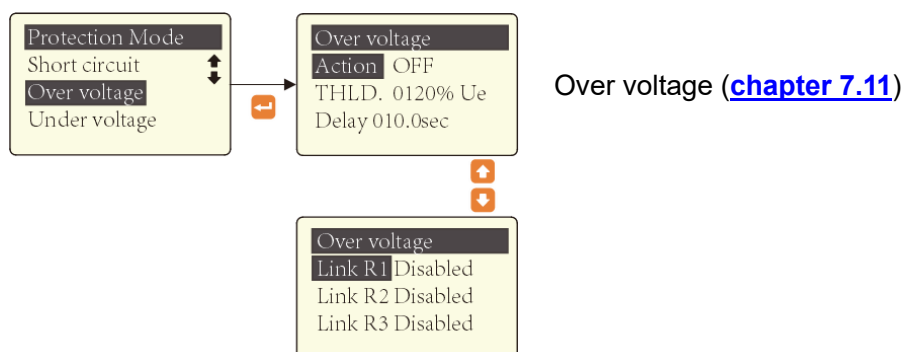 Protection Mode
Short circuit
Over voltage
Under voltage
Over voltage
Action OFF
THLD. 0120% Ue
Delay 010.0sec
Over voltage (chapter 7.11)
Over voltage
Link R1 Disabled
Link R2 Disabled
Link R3 Disabled